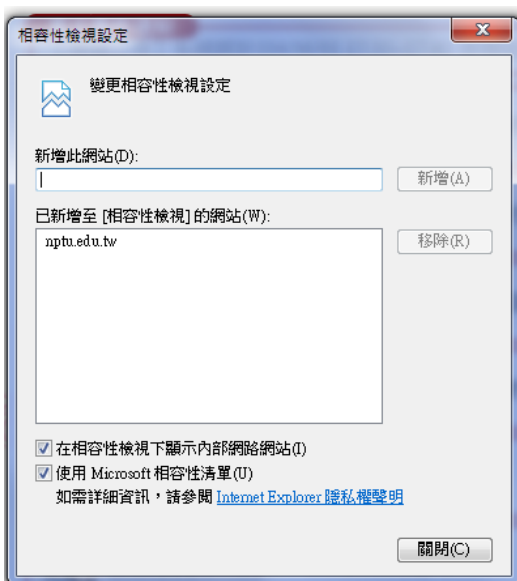 相容性檢視設定
變更相容性檢視設定
新增此網站(D):
新增(A)
已新增至 [相容性檢視] 的網站(W):
nptu.edu.tw
移除(R)
在相容性檢視下顯示內部網路網站(I)
使用 Microsoft 相容性清單(U)
如需詳細資訊，請參閱 Internet Explorer 隱私權聲明
關閉(C)